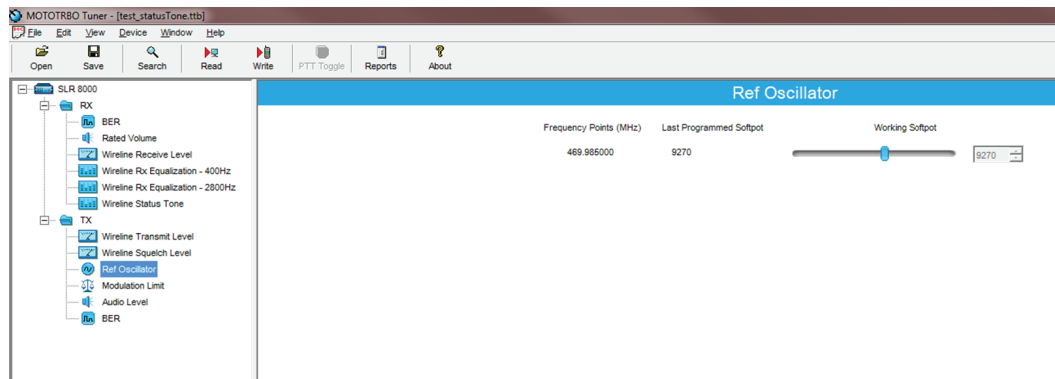 MOTOTRBO Tuner - [test_statusTone.ttb]
File Edit View Device Window Help
Open Save Search Read Write PTT Toggle Reports About
SLR 8000
RX
BER
Rated Volume
Wireline Receive Level
Wireline Rx Equalization - 400Hz
Wireline Rx Equalization - 2800Hz
Wireline Status Tone
TX
Wireline Transmit Level
Wireline Squelch Level
Ref Oscillator
Modulation Limit
Audio Level
BER
Ref Oscillator
Frequency Points (MHz) Last Programmed Softpot Working Softpot
469.985000 9270 9270